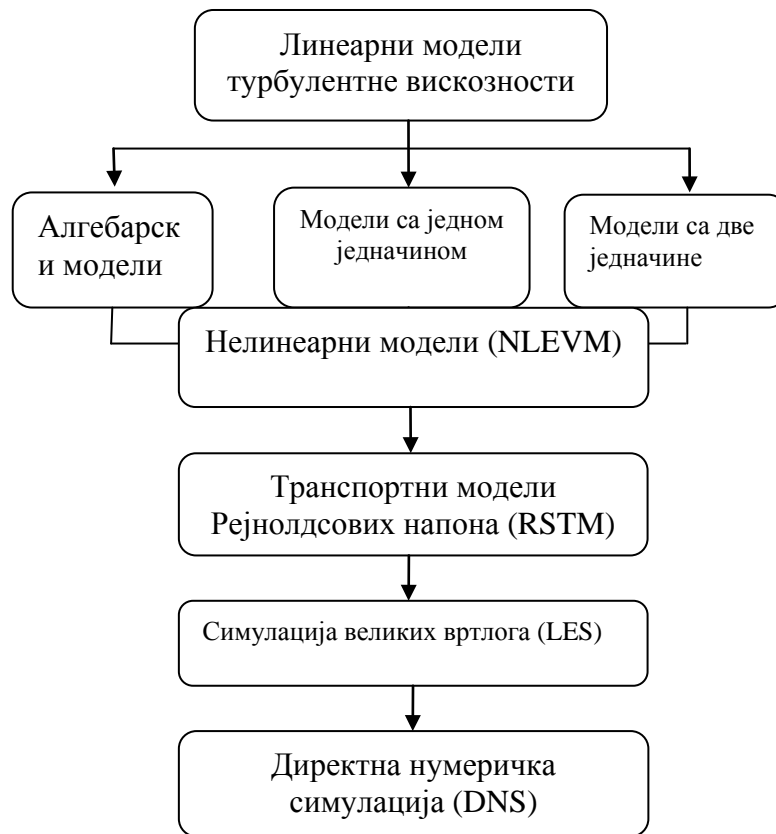 Линеарни модели
турбулентне вискозности
Алгебарск
и модели
Модели са једном
једначином
Модели са две
једначине
Нелинеарни модели (NLEVM)
Транспортни модели
Рејнолдсових напона (RSTM)
Симулација великих вртлога (LES)
Директна нумеричка
симулација (DNS)